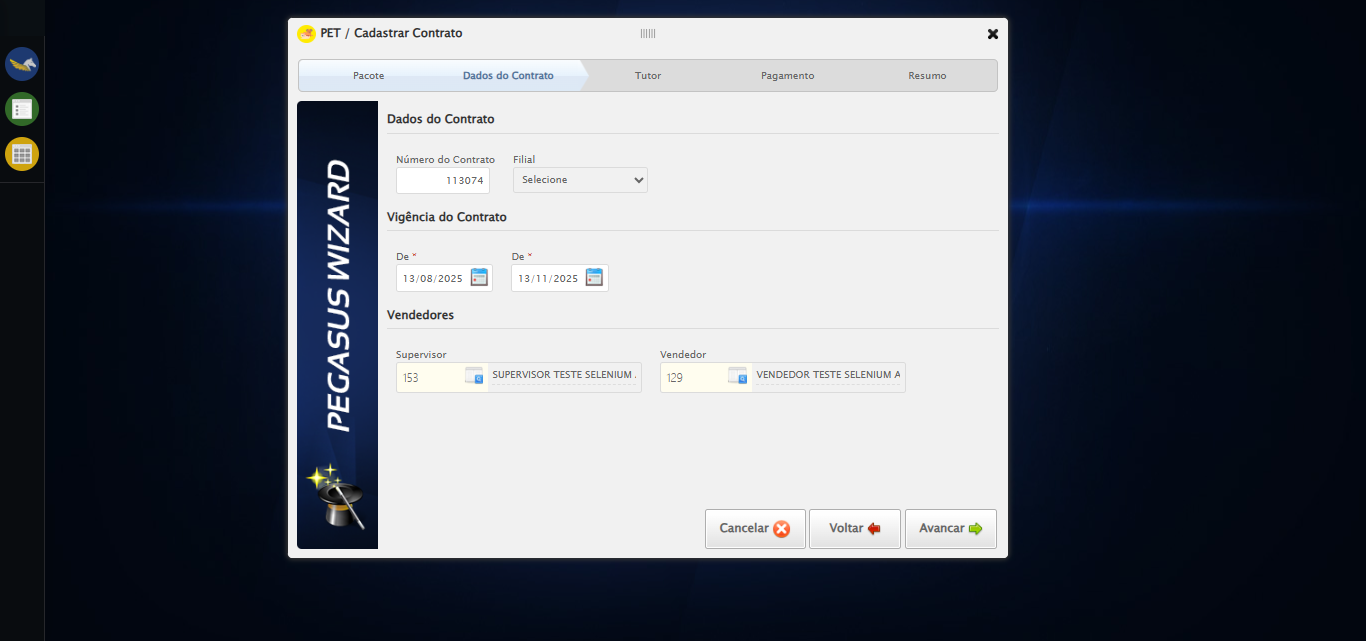 PET / Cadastrar Contrato
Pacote Dados do Contrato Tutor Pagamento Resumo
PEGASUS WIZARD
Dados do Contrato
Número do Contrato Filial
113074 Selecione
Vigência do Contrato
De * De *
13/08/2025 13/11/2025
Vendedores
Supervisor Vendedor
153 SUPERVISOR TESTE SELENIUM 129 VENDEDOR TESTE SELENIUM A
Cancelar Voltar Avancar